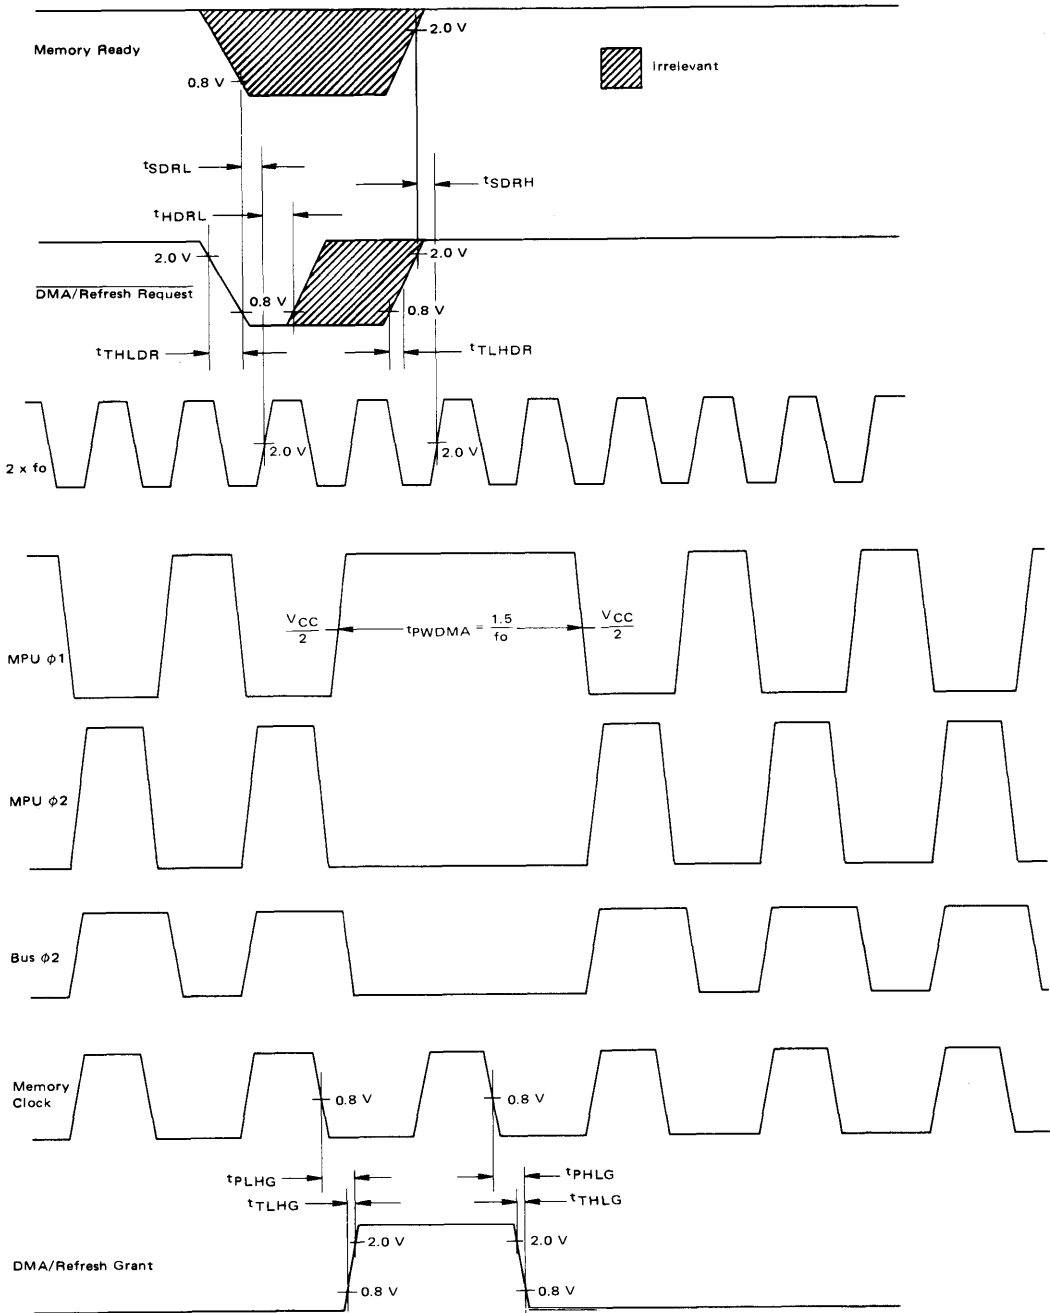 2.0 V
Memory Ready
Irrelevant
0.8 V
tSDRL
tSDRH
tHDRL
2.0 V
2.0 V
DMA/Refresh Request
0.8 V
0.8 V
tTHLDR
tTLHDR
2.0 V
2.0 V
2 x fo
VCC/2
tPWDMA = 1.5/fo
VCC/2
MPU φ1
MPU φ2
Bus φ2
Memory
Clock
0.8 V
0.8 V
tPLHG
tPHLG
tTLHG
tTHLG
2.0 V
2.0 V
DMA/Refresh Grant
0.8 V
0.8 V